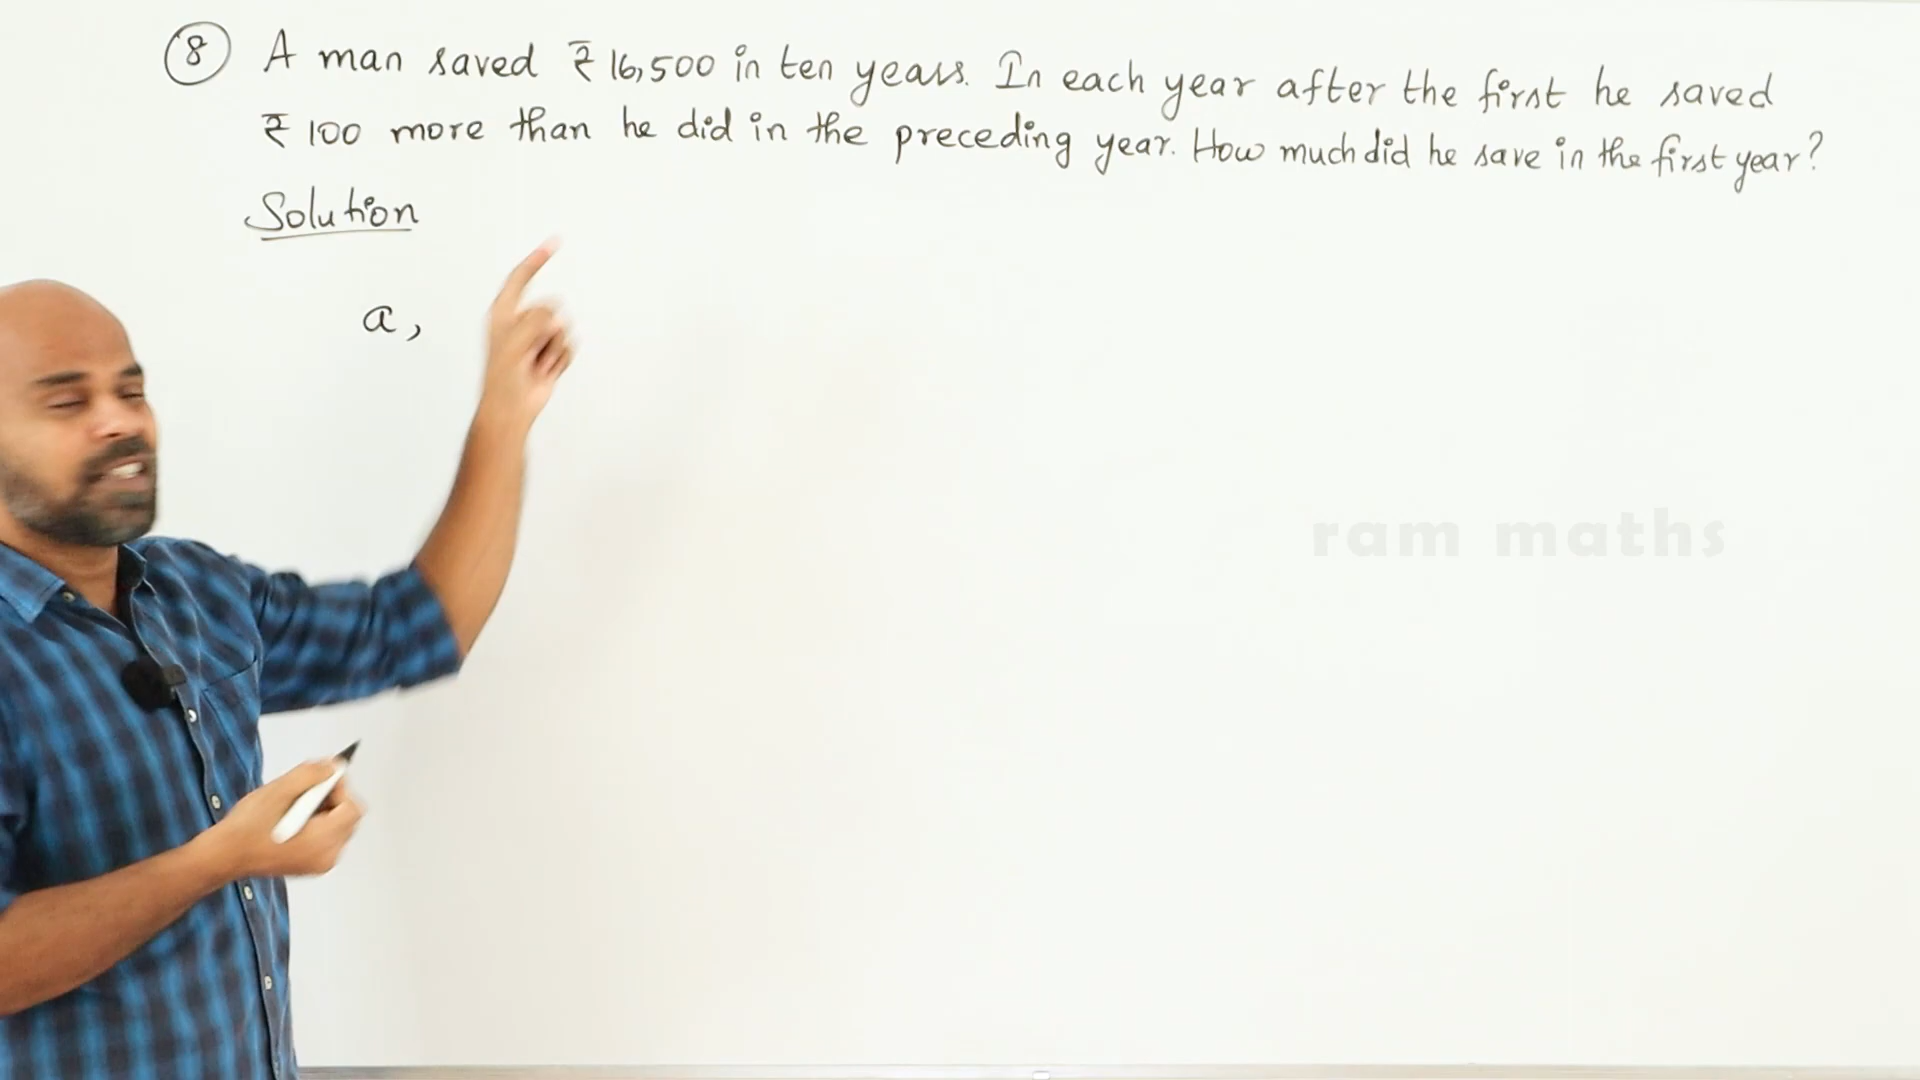 8 A man saved ₹ 16,500 in ten years. In each year after the first he saved
₹ 100 more than he did in the preceding year. How much did he save in the first year?
Solution
a,
ram maths